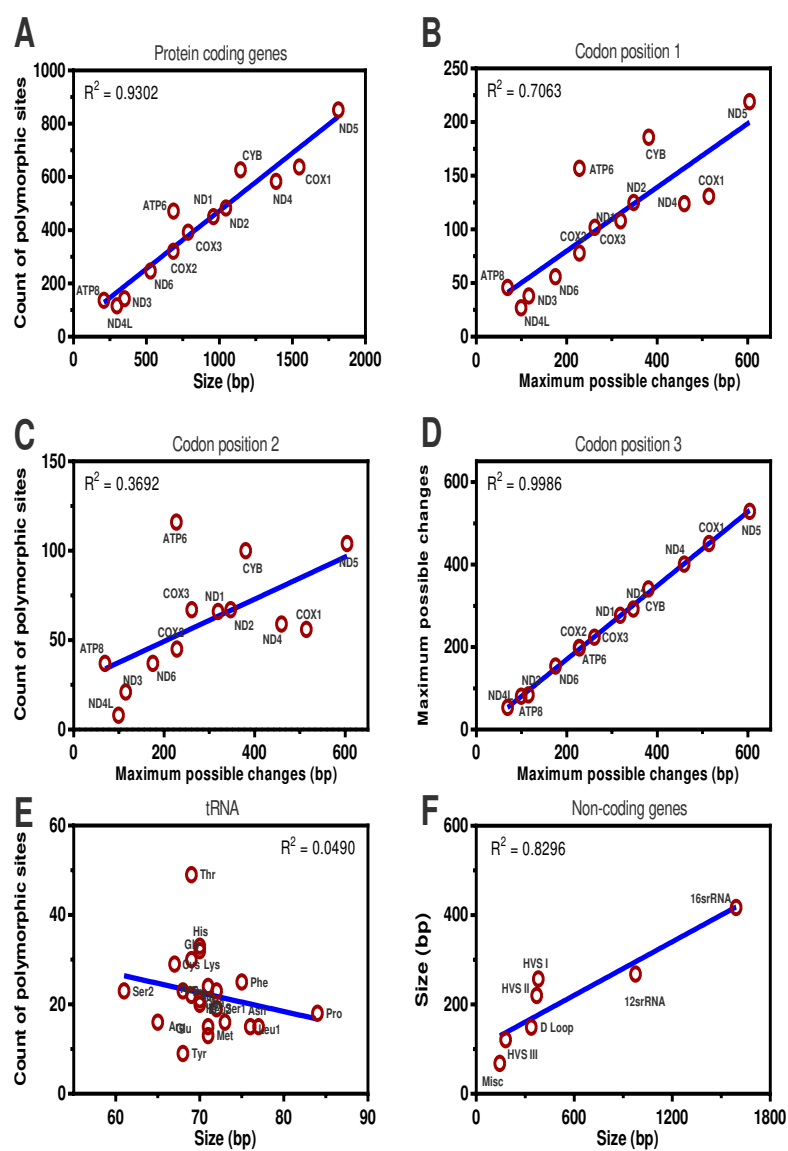 A
Protein coding genes
R2 = 0.9302
Count of polymorphic sites
1000
800
600
400
200
0
ATP8
ND4L
ND3
ND6
COX2
ATP6
COX3
ND1
ND2
CYB
ND4
COX1
ND5
0 500 1000 1500 2000
Size (bp)
B
Codon position 1
R2 = 0.7063
250
200
150
100
50
0
ATP8
ND4L
ND3
ND6
COX2
ATP6
ND1
COX3
ND2
CYB
ND4
COX1
ND5
0 200 400 600
Maximum possible changes (bp)
C
Codon position 2
R2 = 0.3692
Count of polymorphic sites
150
100
50
0
ATP8
ND4L
ND3
ND6
COX2
ATP6
COX3
ND1
ND2
CYB
ND4
COX1
ND5
0 200 400 600
Maximum possible changes (bp)
D
Codon position 3
R2 = 0.9986
Maximum possible changes
600
400
200
0
ND4L
ATP8
ND3
ND6
COX2
ATP6
COX3
ND1
ND2
CYB
ND4
COX1
ND5
0 200 400 600
Maximum possible changes (bp)
E
tRNA
R2 = 0.0490
Count of polymorphic sites
60
40
20
0
Thr
His
Cys
Lys
Ser2
Phe
Pro
Ser1
Asn
Leu1
Glu
Met
Tyr
60 70 80 90
Size (bp)
F
Non-coding genes
R2 = 0.8296
Size (bp)
600
400
200
0
16srRNA
HVS I
HVS II
12srRNA
D Loop
HVS III
Misc
0 600 1200 1800
Size (bp)